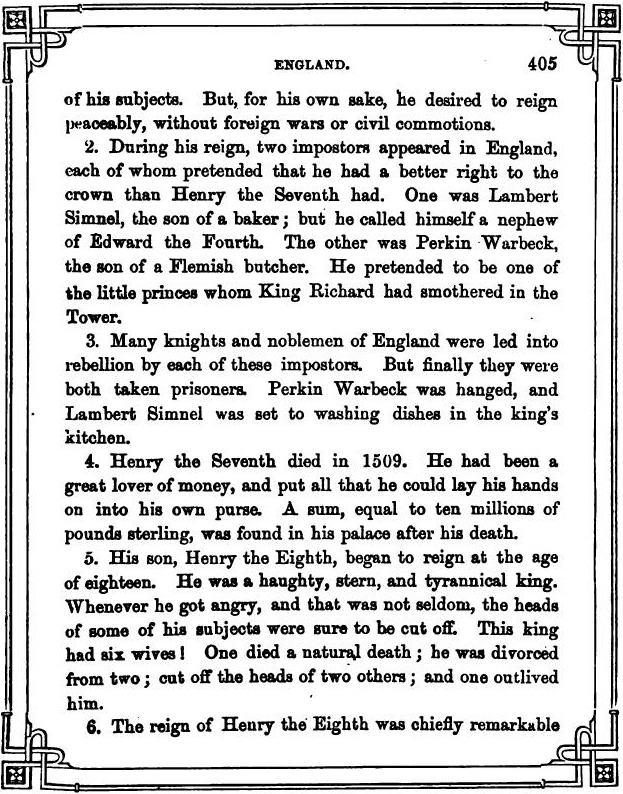 ENGLAND. 405
of his subjects. But, for his own sake, he desired to reign
peaceably, without foreign wars or civil commotions.
2. During his reign, two impostors appeared in England,
each of whom pretended that he had a better right to the
crown than Henry the Seventh had. One was Lambert
Simnel, the son of a baker; but he called himself a nephew
of Edward the Fourth. The other was Perkin Warbeck,
the son of a Flemish butcher. He pretended to be one of
the little princes whom King Richard had smothered in the
Tower.
3. Many knights and noblemen of England were led into
rebellion by each of these impostors. But finally they were
both taken prisoners. Perkin Warbeck was hanged, and
Lambert Simnel was set to washing dishes in the king's
kitchen.
4. Henry the Seventh died in 1509. He had been a
great lover of money, and put all that he could lay his hands
on into his own purse. A sum, equal to ten millions of
pounds sterling, was found in his palace after his death.
5. His son, Henry the Eighth, began to reign at the age
of eighteen. He was a haughty, stern, and tyrannical king.
Whenever he got angry, and that was not seldom, the heads
of some of his subjects were sure to be cut off. This king
had six wives! One died a natural death; he was divorced
from two; cut off the heads of two others; and one outlived
him.
6. The reign of Henry the Eighth was chiefly remarkable